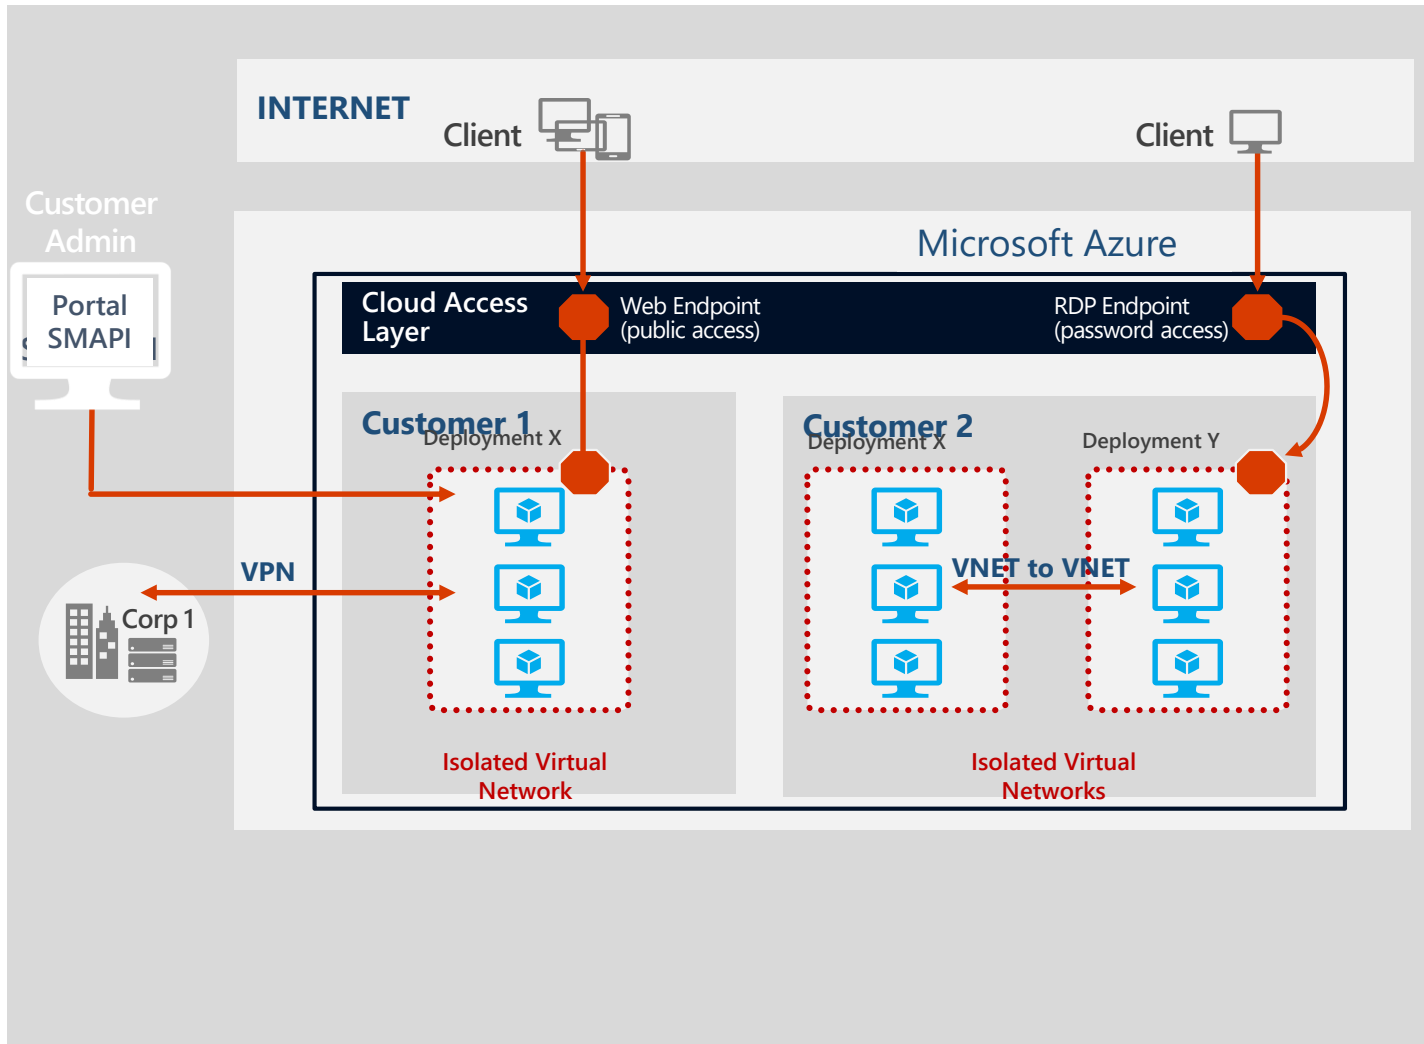 INTERNET
Client
Client
Customer
Admin
Microsoft Azure
Portal
SMAPI
Cloud Access
Layer
Web Endpoint
(public access)
RDP Endpoint
(password access)
Customer 1
Deployment X
Customer 2
Deployment X
Deployment Y
VPN
VNET to VNET
Corp 1
Isolated Virtual
Network
Isolated Virtual
Networks